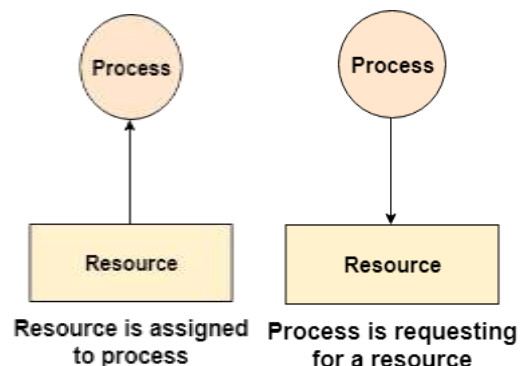 Process
Process
Resource
Resource
Resource is assigned
to process
Process is requesting
for a resource